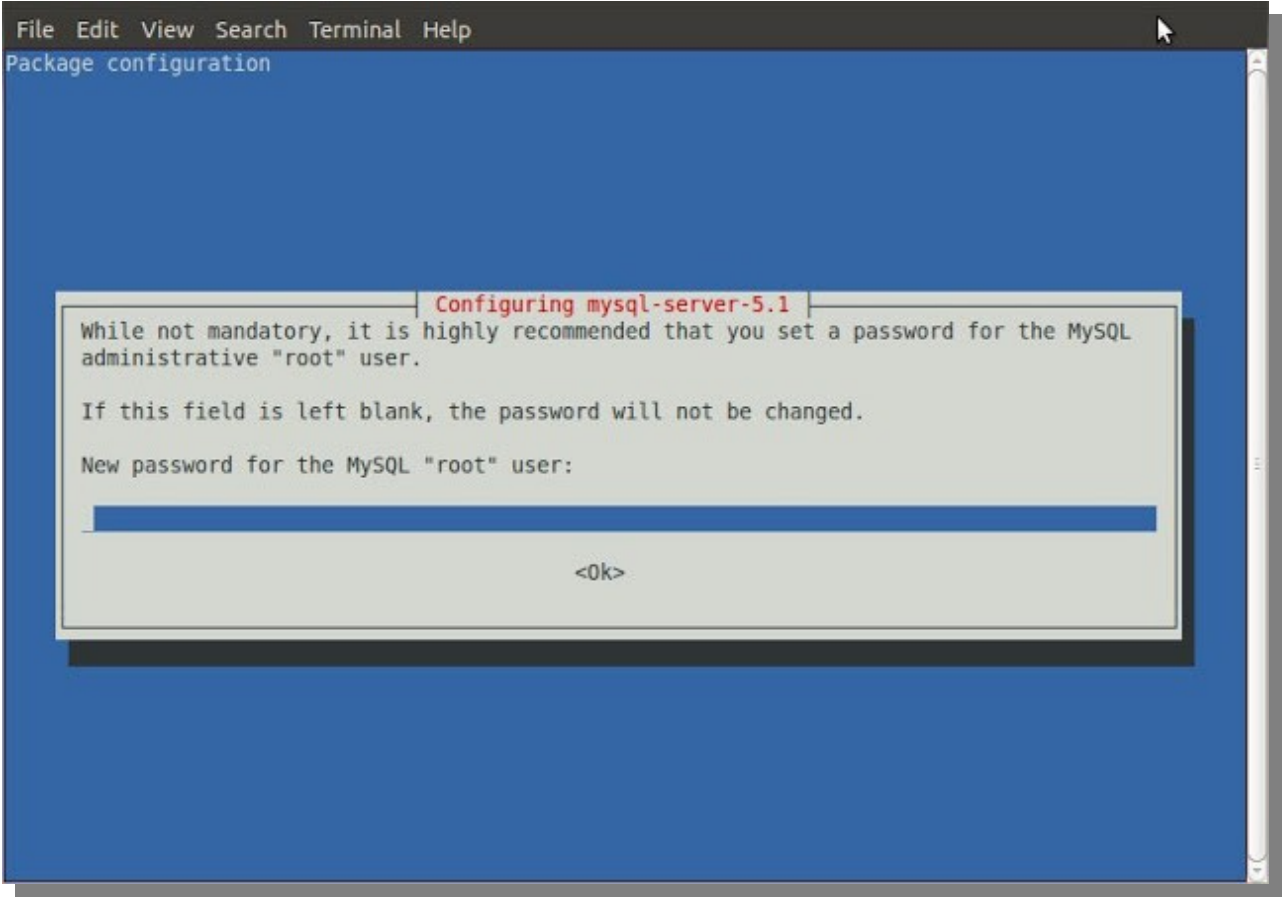 File Edit View Search Terminal Help
Package configuration
Configuring mysql-server-5.1
While not mandatory, it is highly recommended that you set a password for the MySQL
administrative "root" user.
If this field is left blank, the password will not be changed.
New password for the MySQL "root" user:
<Ok>